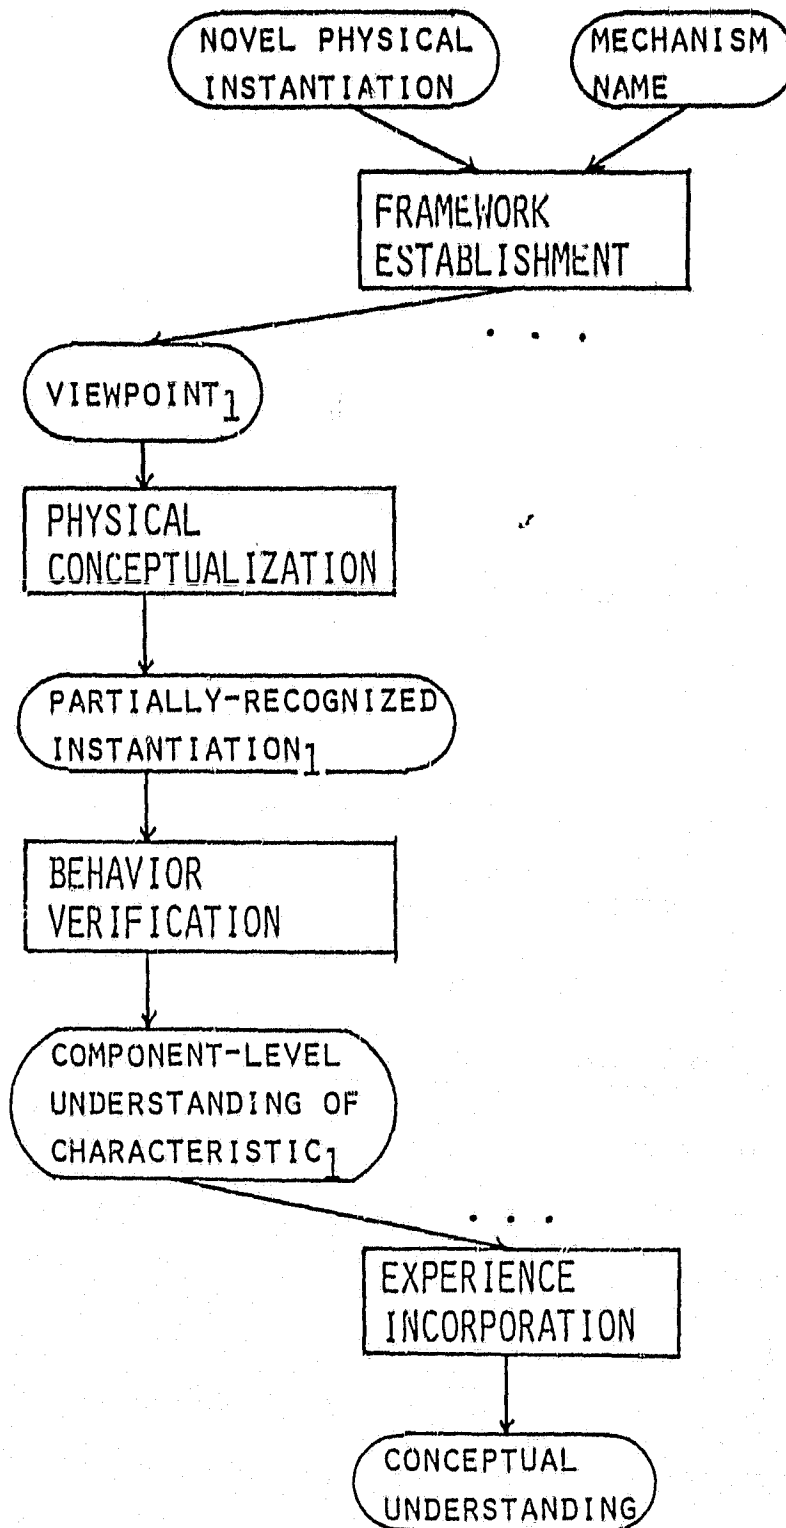 NOVEL PHYSICAL
INSTANTIATION
MECHANISM
NAME
FRAMEWORK
ESTABLISHMENT
. . .
VIEWPOINT1
PHYSICAL
CONCEPTUALIZATION
PARTIALLY-RECOGNIZED
INSTANTIATION1
BEHAVIOR
VERIFICATION
COMPONENT-LEVEL
UNDERSTANDING OF
CHARACTERISTIC1
. . .
EXPERIENCE
INCORPORATION
CONCEPTUAL
UNDERSTANDING